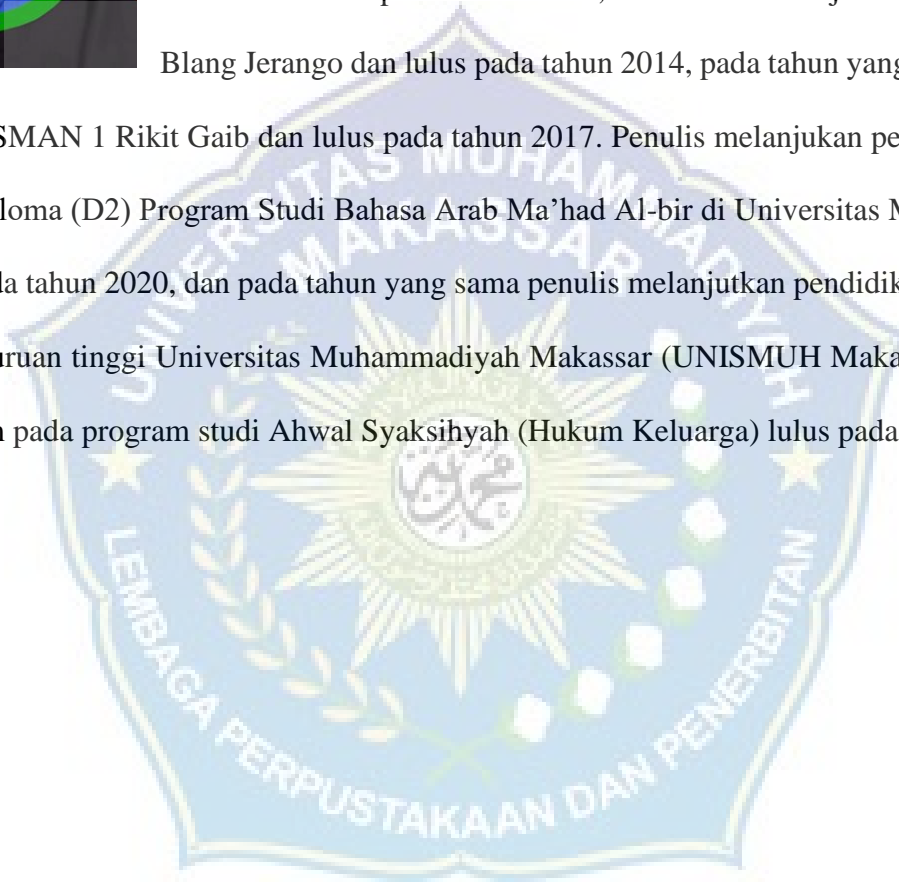 Blang Jerango dan lulus pada tahun 2014, pada tahun yang
SMAN 1 Rikit Gaib dan lulus pada tahun 2017. Penulis melanjukan pe
loma (D2) Program Studi Bahasa Arab Ma’had Al-bir di Universitas M
a tahun 2020, dan pada tahun yang sama penulis melanjutkan pendidik
ruan tinggi Universitas Muhammadiyah Makassar (UNISMUH Maka
pada program studi Ahwal Syaksihyah (Hukum Keluarga) lulus pada
UNIVERSITAS MUHAMMADIYAH
MAKASSAR
LEMBAGA PERPUSTAKAAN DAN PENERBITAN